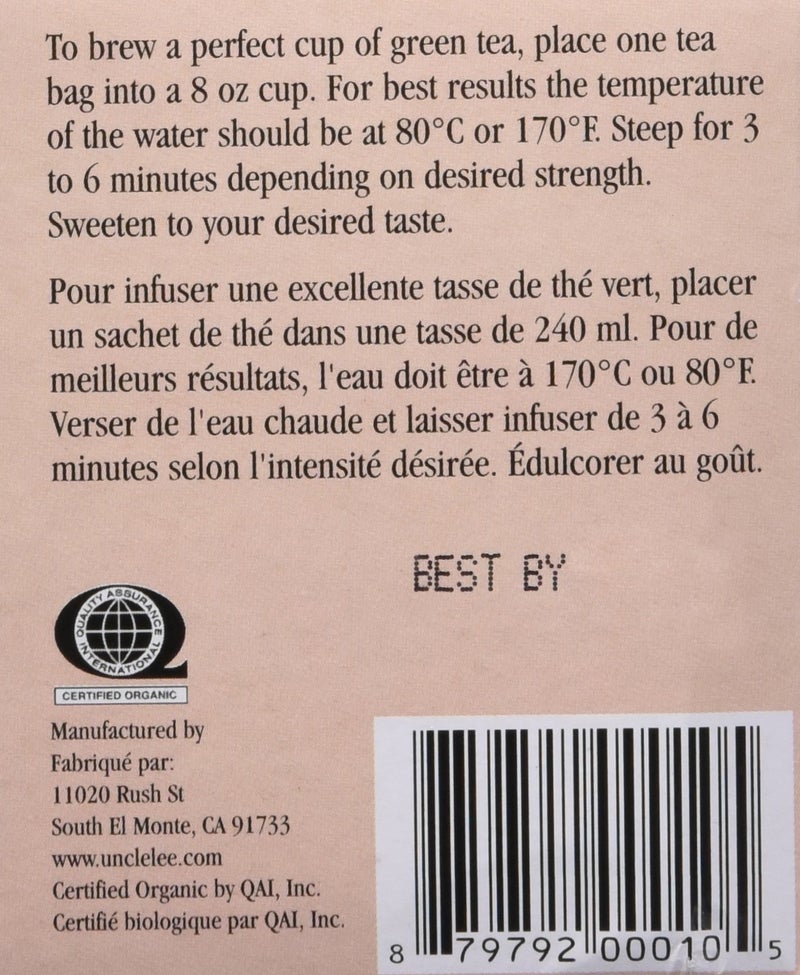 To brew a perfect cup of green tea, place one tea
bag into a 8 oz cup. For best results the temperature
of the water should be at 80°C or 170°F. Steep for 3
to 6 minutes depending on desired strength.
Sweeten to your desired taste.
Pour infuser une excellente tasse de thé vert, placer
un sachet de thé dans une tasse de 240 ml. Pour de
meilleurs résultats, l'eau doit être à 170°C ou 80°F.
Verser de l'eau chaude et laisser infuser de 3 à 6
minutes selon l'intensité désirée. Édulcorer au goût.
BEST BY
QUALITY ASSURANCE
INTERNATIONAL
CERTIFIED ORGANIC
Manufactured by
Fabriqué par:
11020 Rush St
South El Monte, CA 91733
www.unclelee.com
Certified Organic by QAI, Inc.
Certifié biologique par QAI, Inc.
8 79792 00010 5